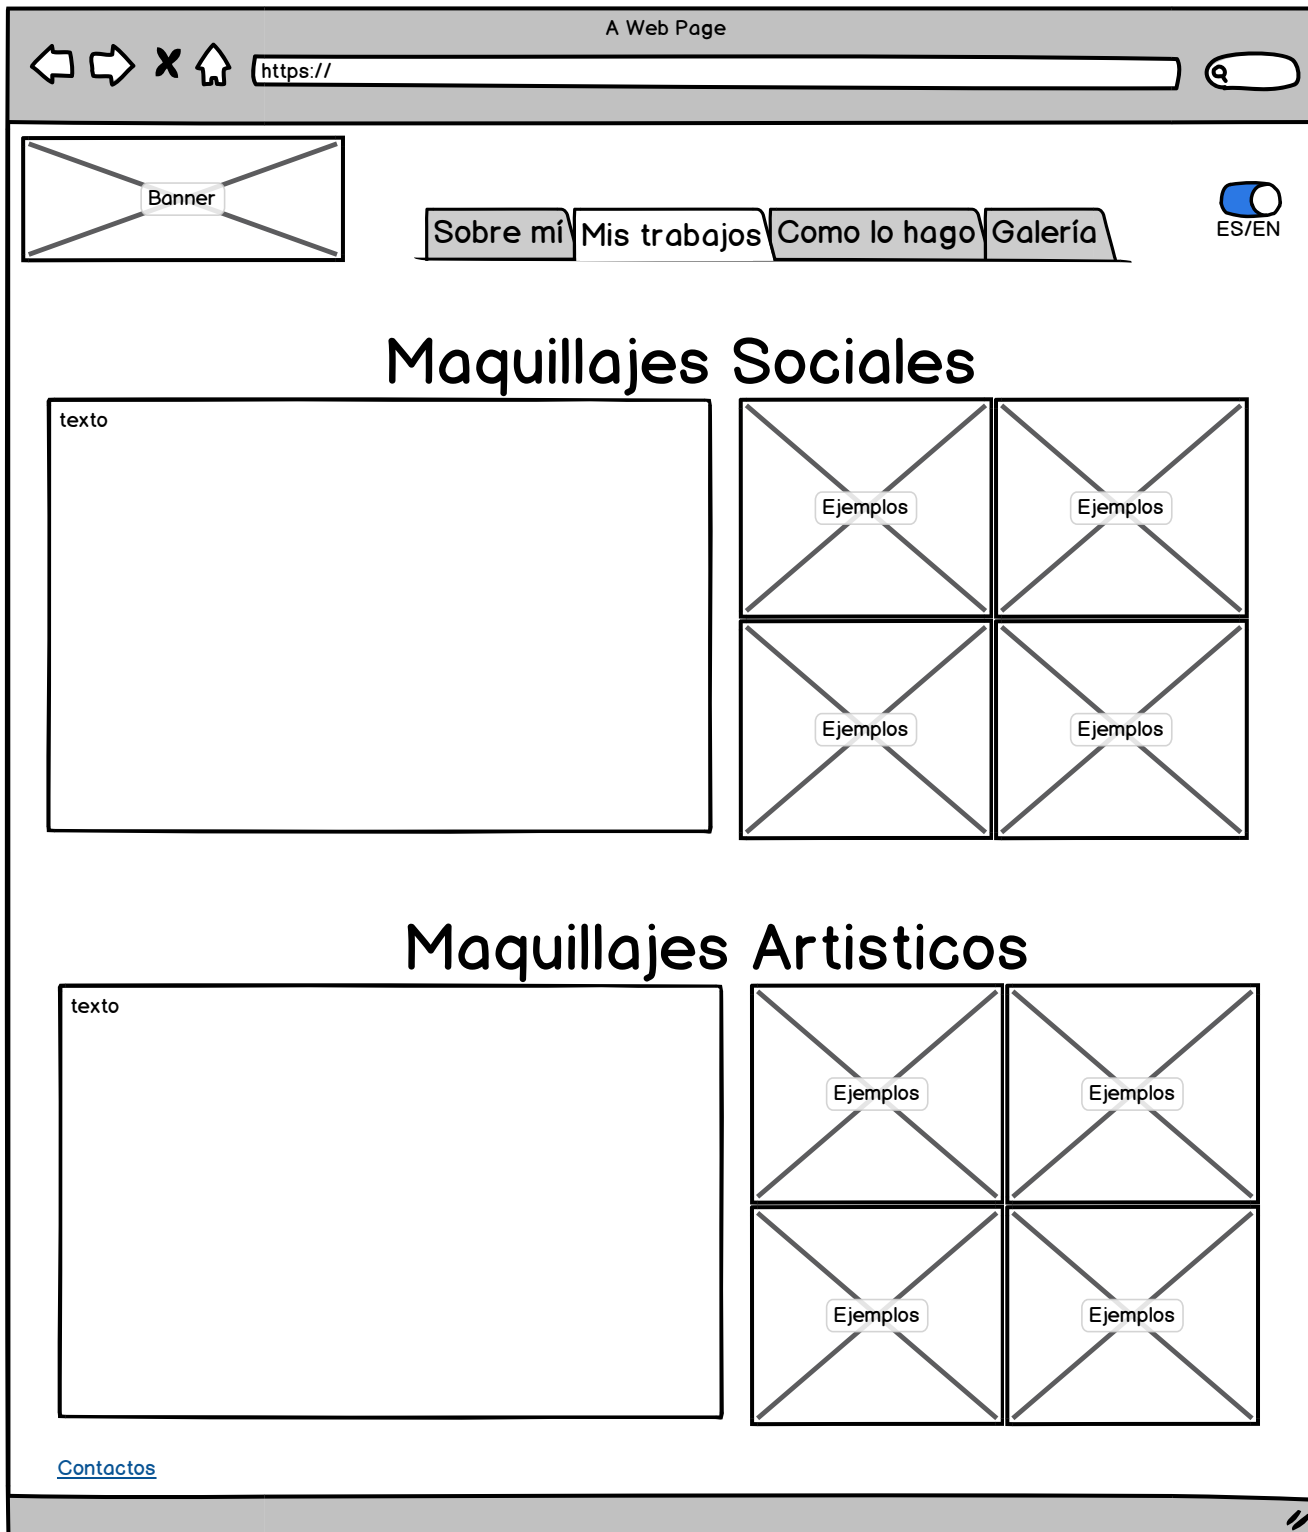 A Web Page
https://
Banner
Sobre mí
Mis trabajos
Como lo hago
Galería
ES/EN
Maquillajes Sociales
texto
Ejemplos
Ejemplos
Ejemplos
Ejemplos
Maquillajes Artisticos
texto
Ejemplos
Ejemplos
Ejemplos
Ejemplos
Contactos